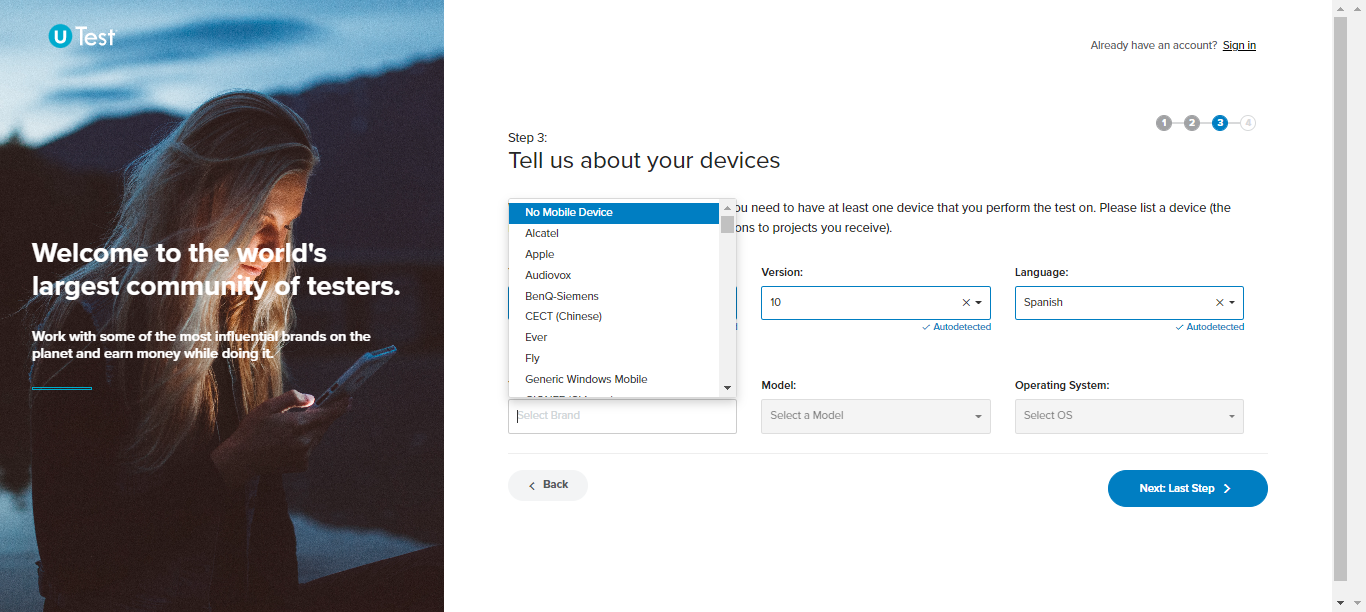 U Test
Already have an account? Sign in
1 2 3 4
Step 3:
Tell us about your devices
No Mobile Device
ou need to have at least one device that you perform the test on. Please list a device (the
Alcatel
ons to projects you receive).
Apple
Audiovox
BenQ-Siemens
CECT (Chinese)
Ever
Fly
Generic Windows Mobile
Welcome to the world's
largest community of testers.
Work with some of the most influential brands on the
planet and earn money while doing it.
Version:
Language:
10
Spanish
Autodetected
Autodetected
Model:
Operating System:
Select Brand
Select a Model
Select OS
Back
Next: Last Step